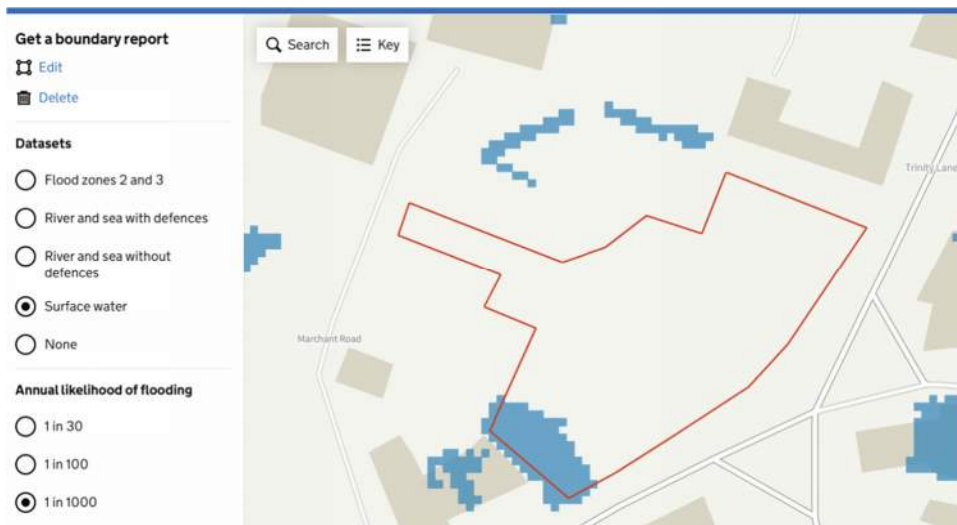 Get a boundary report
Edit
Delete
Datasets
Flood zones 2 and 3
River and sea with defences
River and sea without
defences
Surface water
None
Annual likelihood of flooding
1 in 30
1 in 100
1 in 1000
Search
Key
Trinity Lane
Marchant Road